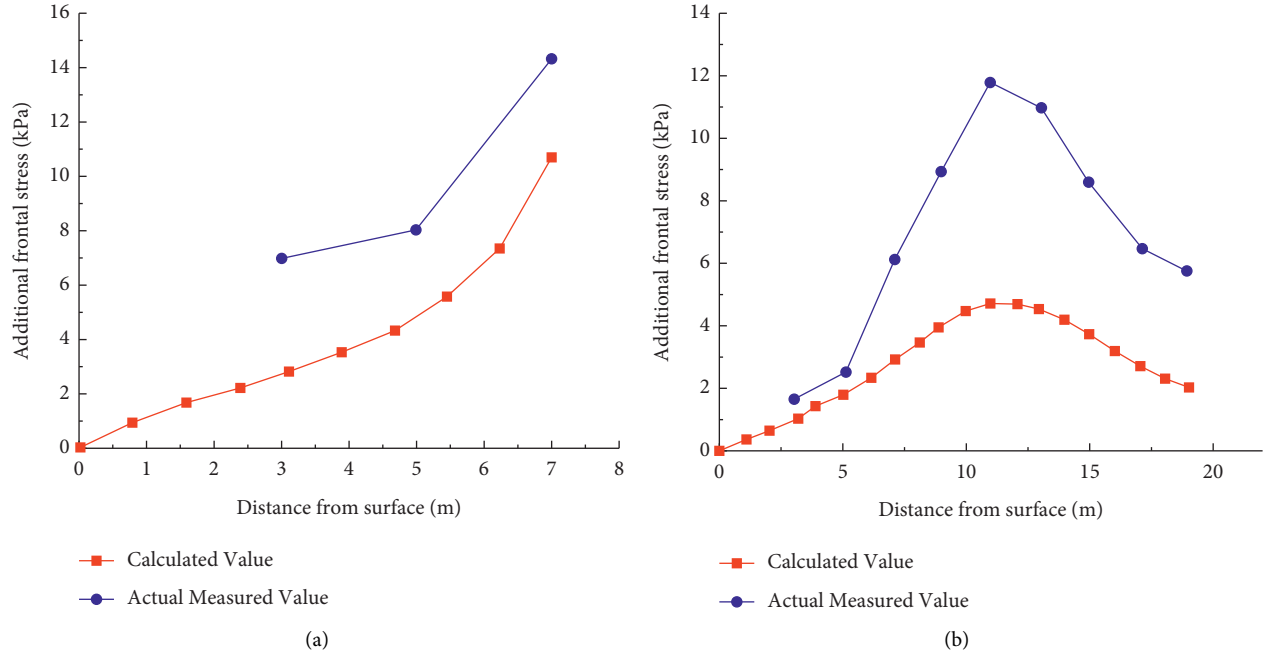 16
14
12
10
8
6
4
2
0
Additional frontal stress (kPa)
0 1 2 3 4 5 6 7 8
Distance from surface (m)
Calculated Value
Actual Measured Value
(a)
14
12
10
8
6
4
2
0
Additional frontal stress (kPa)
0 5 10 15 20
Distance from surface (m)
Calculated Value
Actual Measured Value
(b)